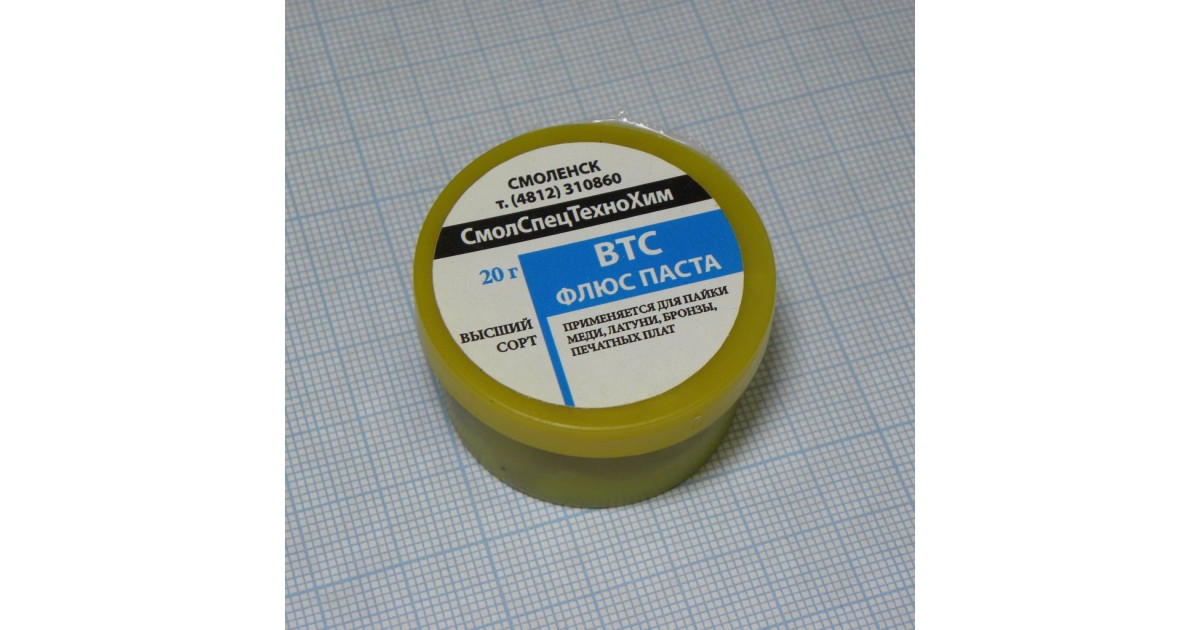 СМОЛЕНСК
т. (4812) 310860
СмолСпецТехноХим
20 г
ВТС
ФЛЮС ПАСТА
ВЫСШИЙ
СОРТ
ПРИМЕНЯЕТСЯ ДЛЯ ПАЙКИ
МЕДИ, ЛАТУНИ, БРОНЗЫ,
ПЕЧАТНЫХ ПЛАТ